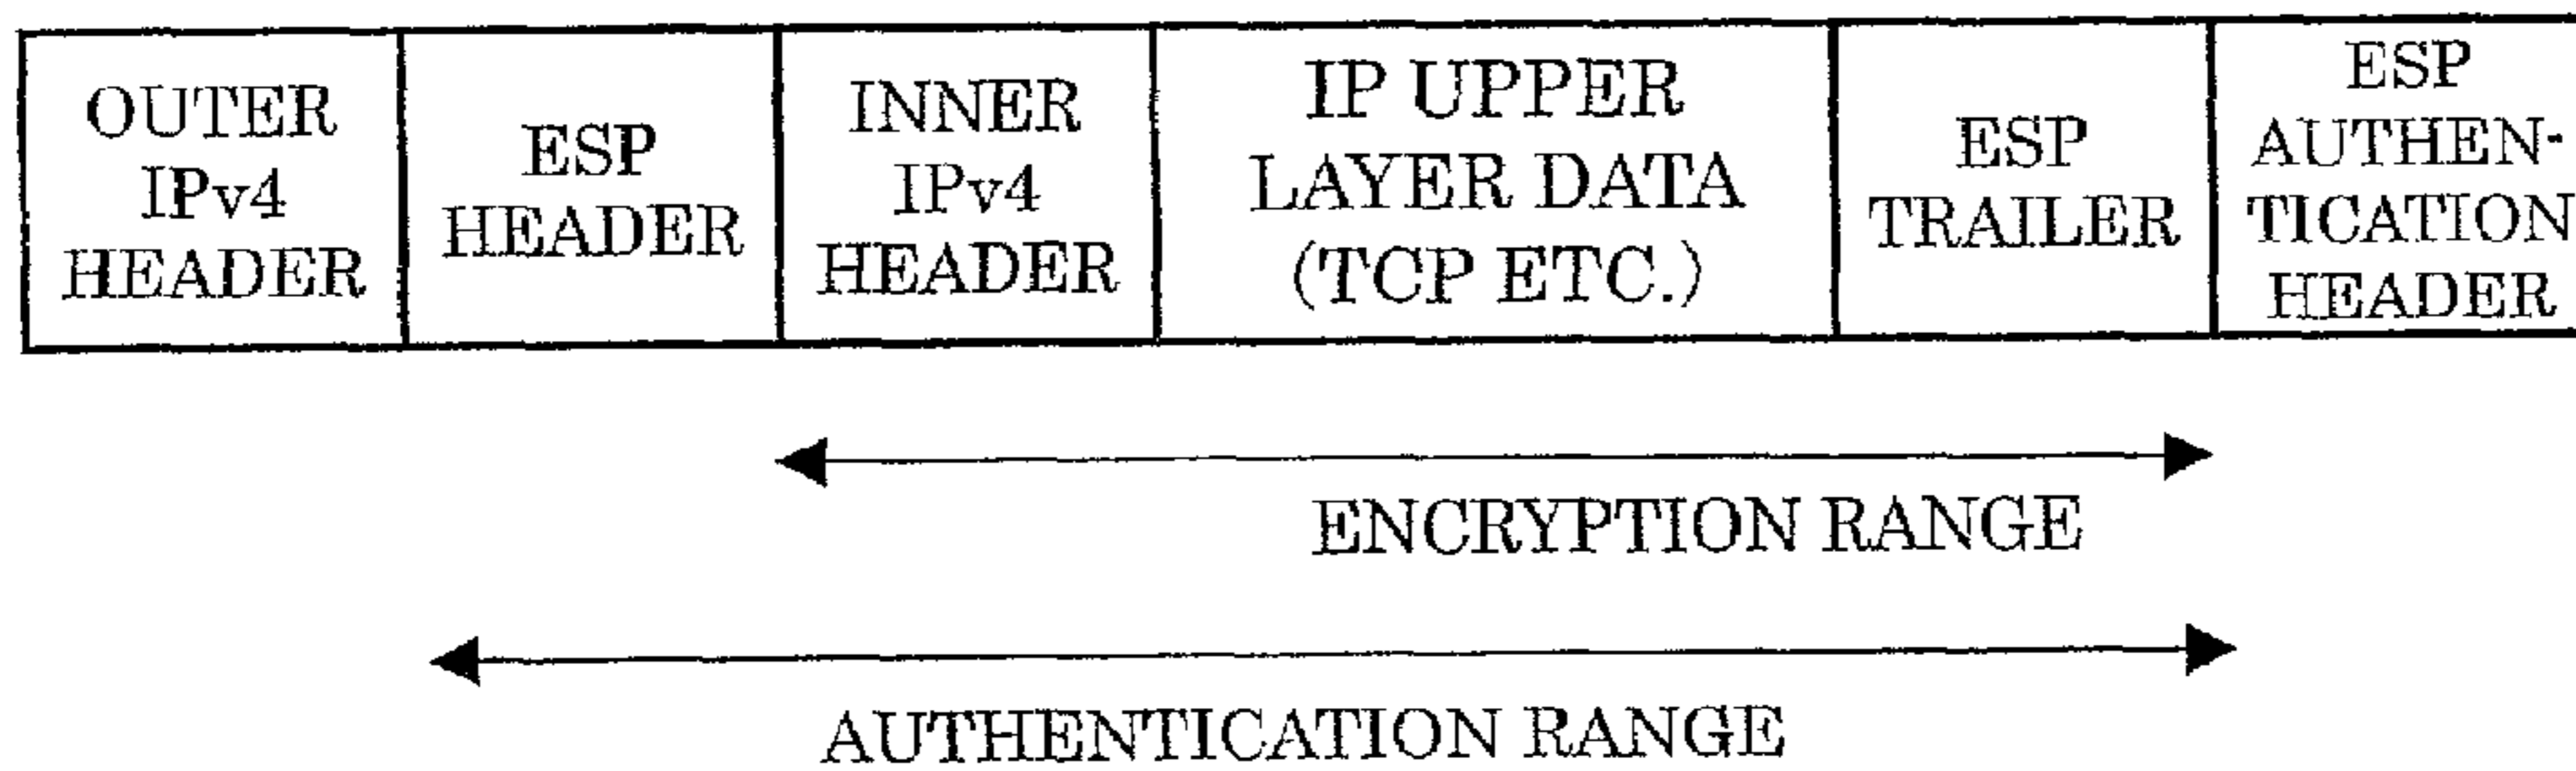 OUTER
IPv4
HEADER
ESP
HEADER
INNER
IPv4
HEADER
IP UPPER
LAYER DATA
(TCP ETC.)
ESP
TRAILER
ESP
AUTHEN-
TICATION
HEADER
ENCRYPTION RANGE
AUTHENTICATION RANGE